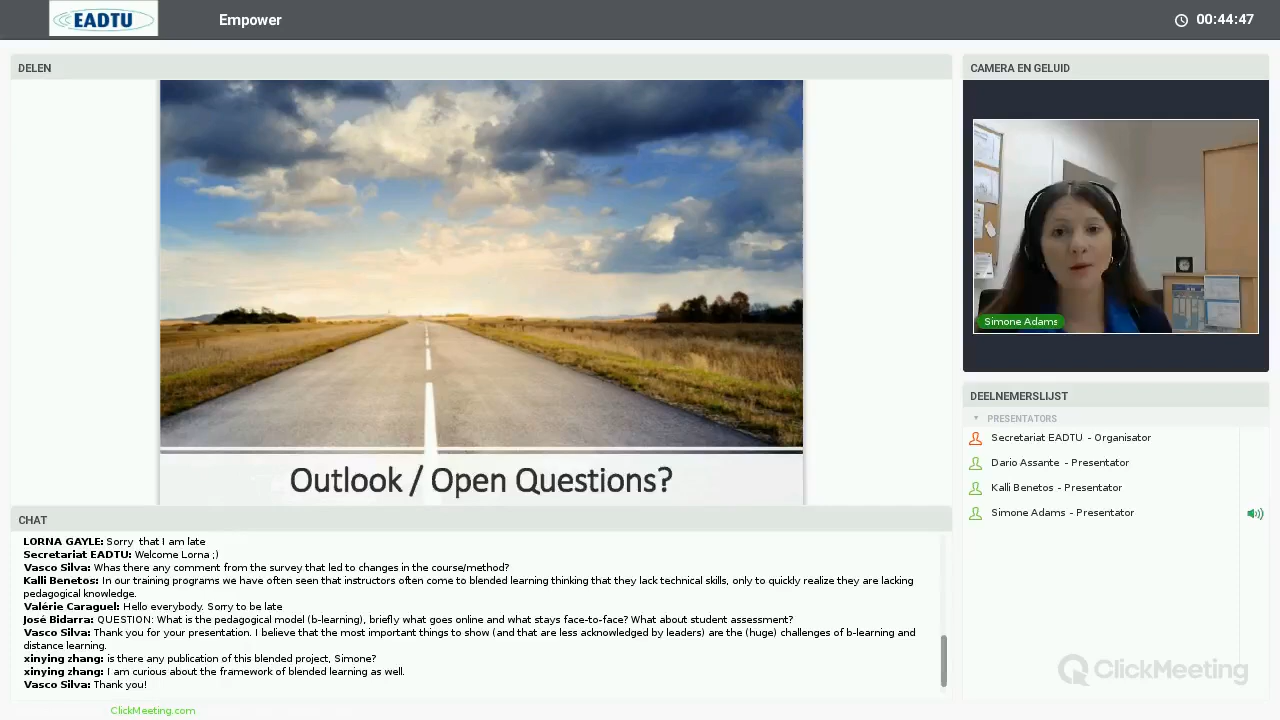 EADTU
Empower
00:44:47
DELEN
Outlook / Open Questions?
CHAT
LORNA GAYLE: Sorry that I am late
Secretariat EADTU: Welcome Lorna ;)
Vasco Silva: Whas there any comment from the survey that led to changes in the course/method?
Kalli Benetos: In our training programs we have often seen that instructors often come to blended learning thinking that they lack technical skills, only to quickly realize they are lacking
pedagogical knowledge.
Valérie Caraguel: Hello everybody. Sorry to be late
José Bidarra: QUESTION: What is the pedagogical model (b-learning), briefly what goes online and what stays face-to-face? What about student assessment?
Vasco Silva: Thank you for your presentation. I believe that the most important things to show (and that are less acknowledged by leaders) are the (huge) challenges of b-learning and
distance learning.
xinying zhang: is there any publication of this blended project, Simone?
xinying zhang: I am curious about the framework of blended learning as well.
Vasco Silva: Thank you!
ClickMeeting.com
CAMERA EN GELUID
Simone Adams
DEELNEMERSLIJST
PRESENTATORS
Secretariat EADTU - Organisator
Dario Assante - Presentator
Kalli Benetos - Presentator
Simone Adams - Presentator
ClickMeeting